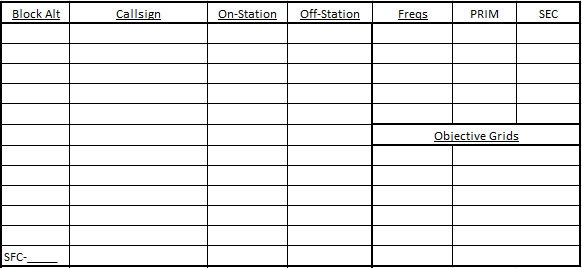 Block Alt Callsign On-Station Off-Station Freqs PRIM SEC
Objective Grids
SFC-_____